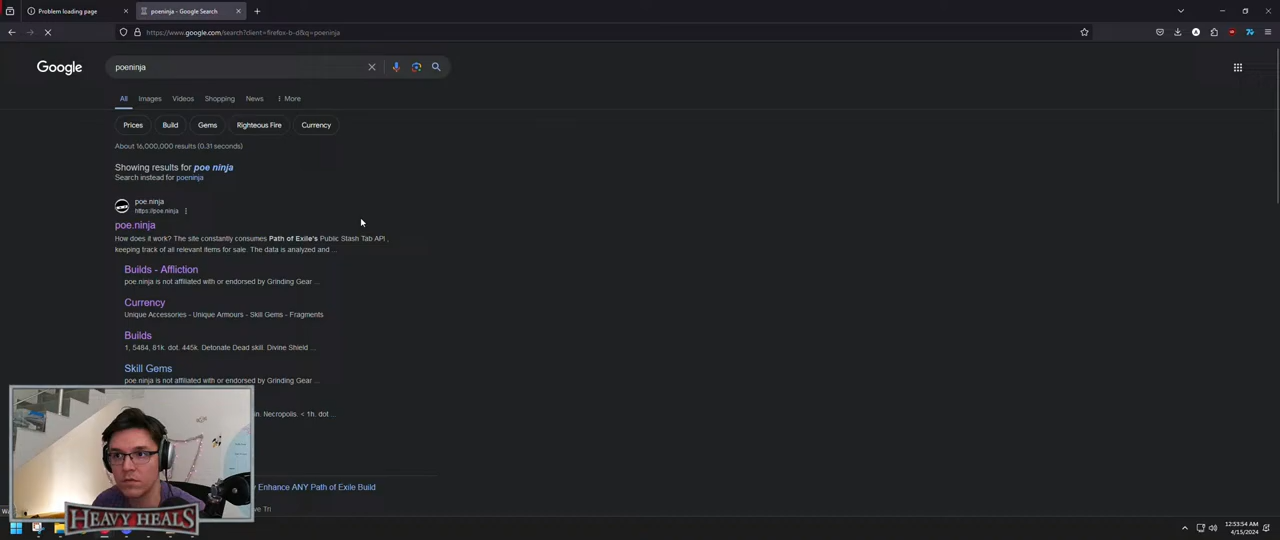 Problem loading page
poeninja - Google Search
https://www.google.com/search?client=firefox-b-d&q=poeninja
Google
poeninja
All
Images
Videos
Shopping
News
More
Prices
Build
Gems
Righteous Fire
Currency
About 16,000,000 results (0.31 seconds)
Showing results for poe ninja
Search instead for poeninja
poe.ninja
https://poe.ninja
poe.ninja
How does it work? The site constantly consumes Path of Exile's Public Stash Tab API ,
keeping track of all relevant items for sale. The data is analyzed and ...
Builds - Affliction
poe.ninja is not affiliated with or endorsed by Grinding Gear ...
Currency
Unique Accessories - Unique Armours - Skill Gems - Fragments
Builds
1, 5484, 81k. dot. 445k. Detonate Dead skill. Divine Shield ...
Skill Gems
poe.ninja is not affiliated with or endorsed by Grinding Gear ...
in. Necropolis. < 1h. dot ...
Enhance ANY Path of Exile Build
HEAVY HEALS
12:53:54 AM
4/15/2024